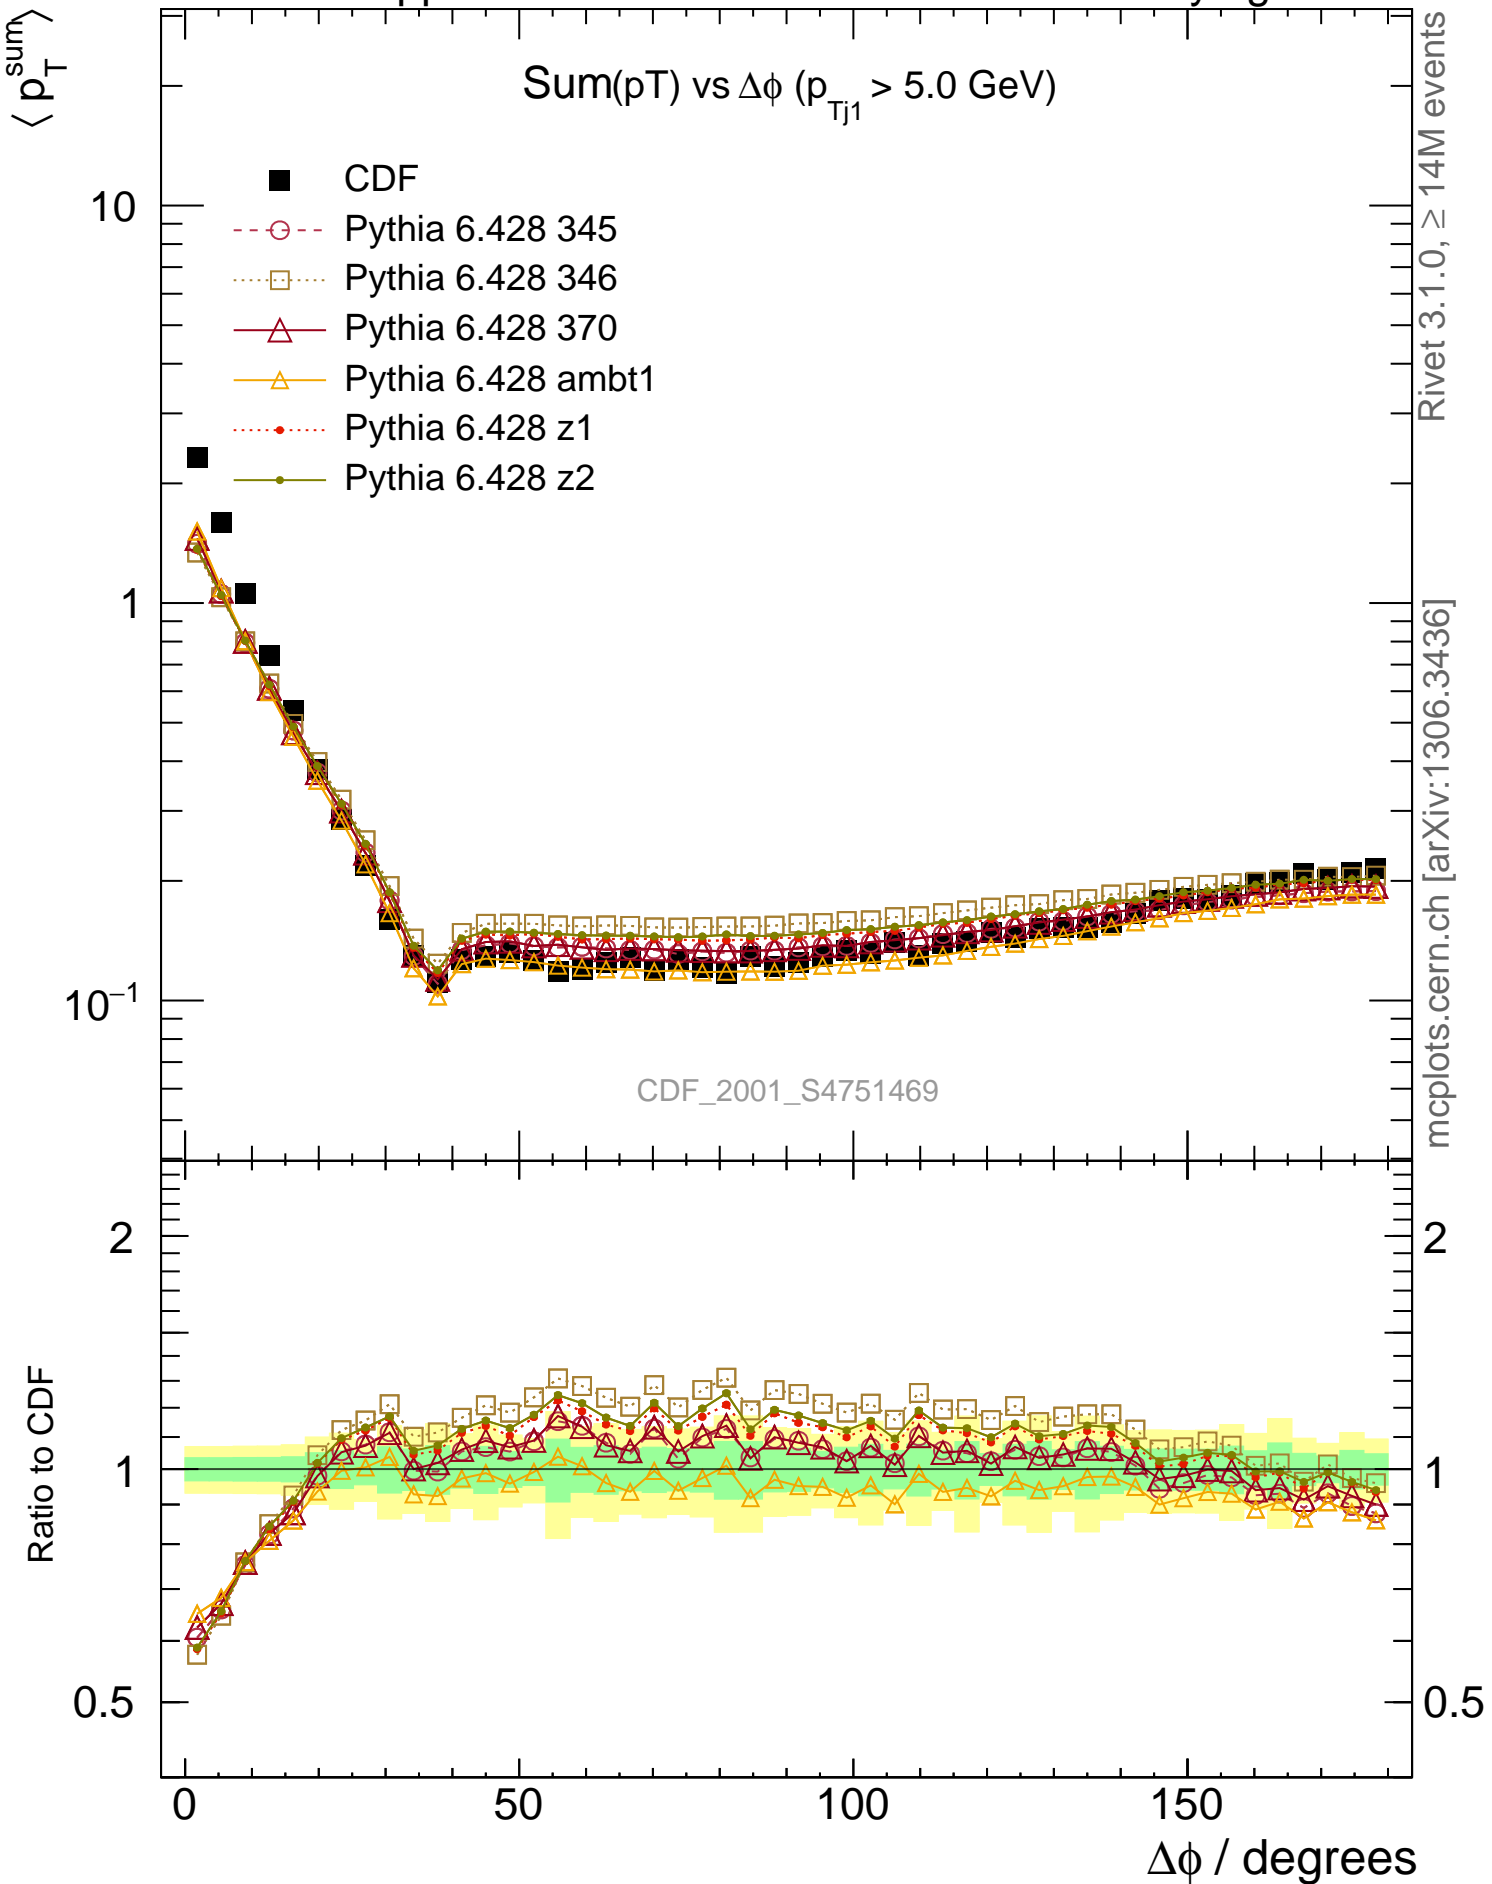 ⟨ p_T^sum ⟩
Sum(pT) vs Δϕ (p_Tj1 > 5.0 GeV)
CDF
Pythia 6.428 345
Pythia 6.428 346
Pythia 6.428 370
Pythia 6.428 ambt1
Pythia 6.428 z1
Pythia 6.428 z2
10
1
10⁻¹
CDF_2001_S4751469
Rivet 3.1.0, ≥ 14M events
mcplots.cern.ch [arXiv:1306.3436]
Ratio to CDF
2
1
0.5
2
1
0.5
0
50
100
150
Δϕ / degrees